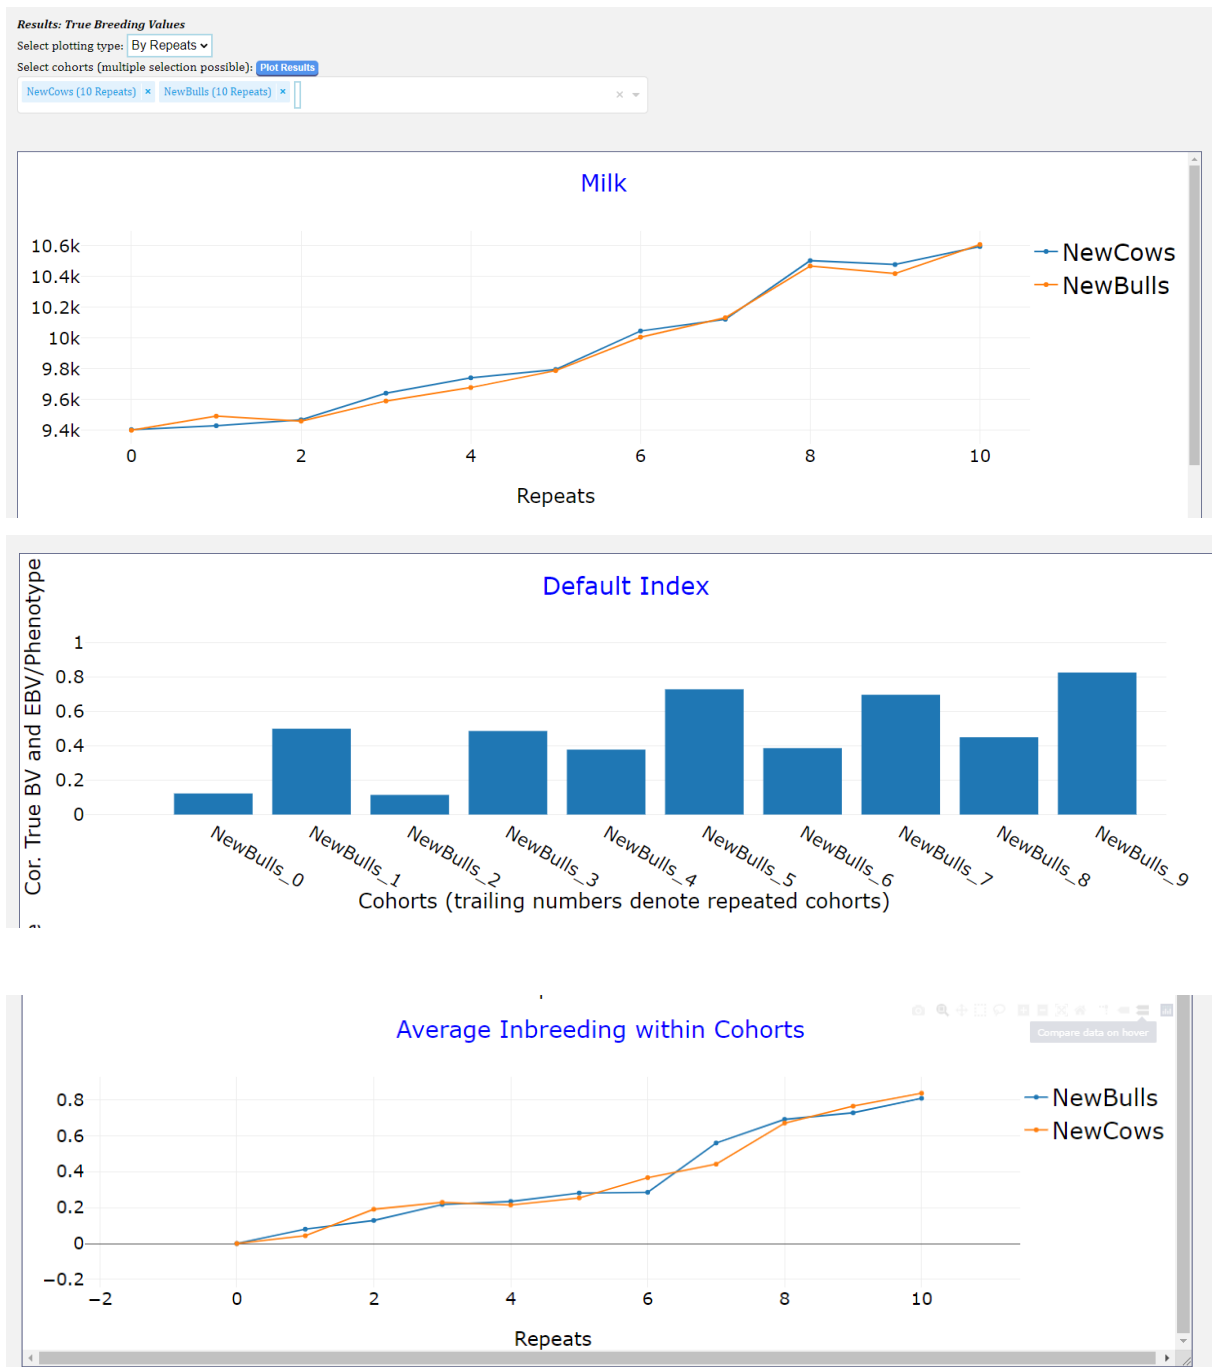 Results: True Breeding Values
Select plotting type: By Repeats
Select cohorts (multiple selection possible): Plot Results
NewCows (10 Repeats) × NewBulls (10 Repeats) ×
Milk
10.6k
10.4k
10.2k
10k
9.8k
9.6k
9.4k
0 2 4 6 8 10
Repeats
NewCows
NewBulls
Default Index
Cor. True BV and EBV/Phenotype
1
0.8
0.6
0.4
0.2
0
NewBulls_0
NewBulls_1
NewBulls_2
NewBulls_3
NewBulls_4
NewBulls_5
NewBulls_6
NewBulls_7
NewBulls_8
NewBulls_9
Cohorts (trailing numbers denote repeated cohorts)
Average Inbreeding within Cohorts
Compare data on hover
0.8
0.6
0.4
0.2
0
−0.2
−2 0 2 4 6 8 10
Repeats
NewBulls
NewCows